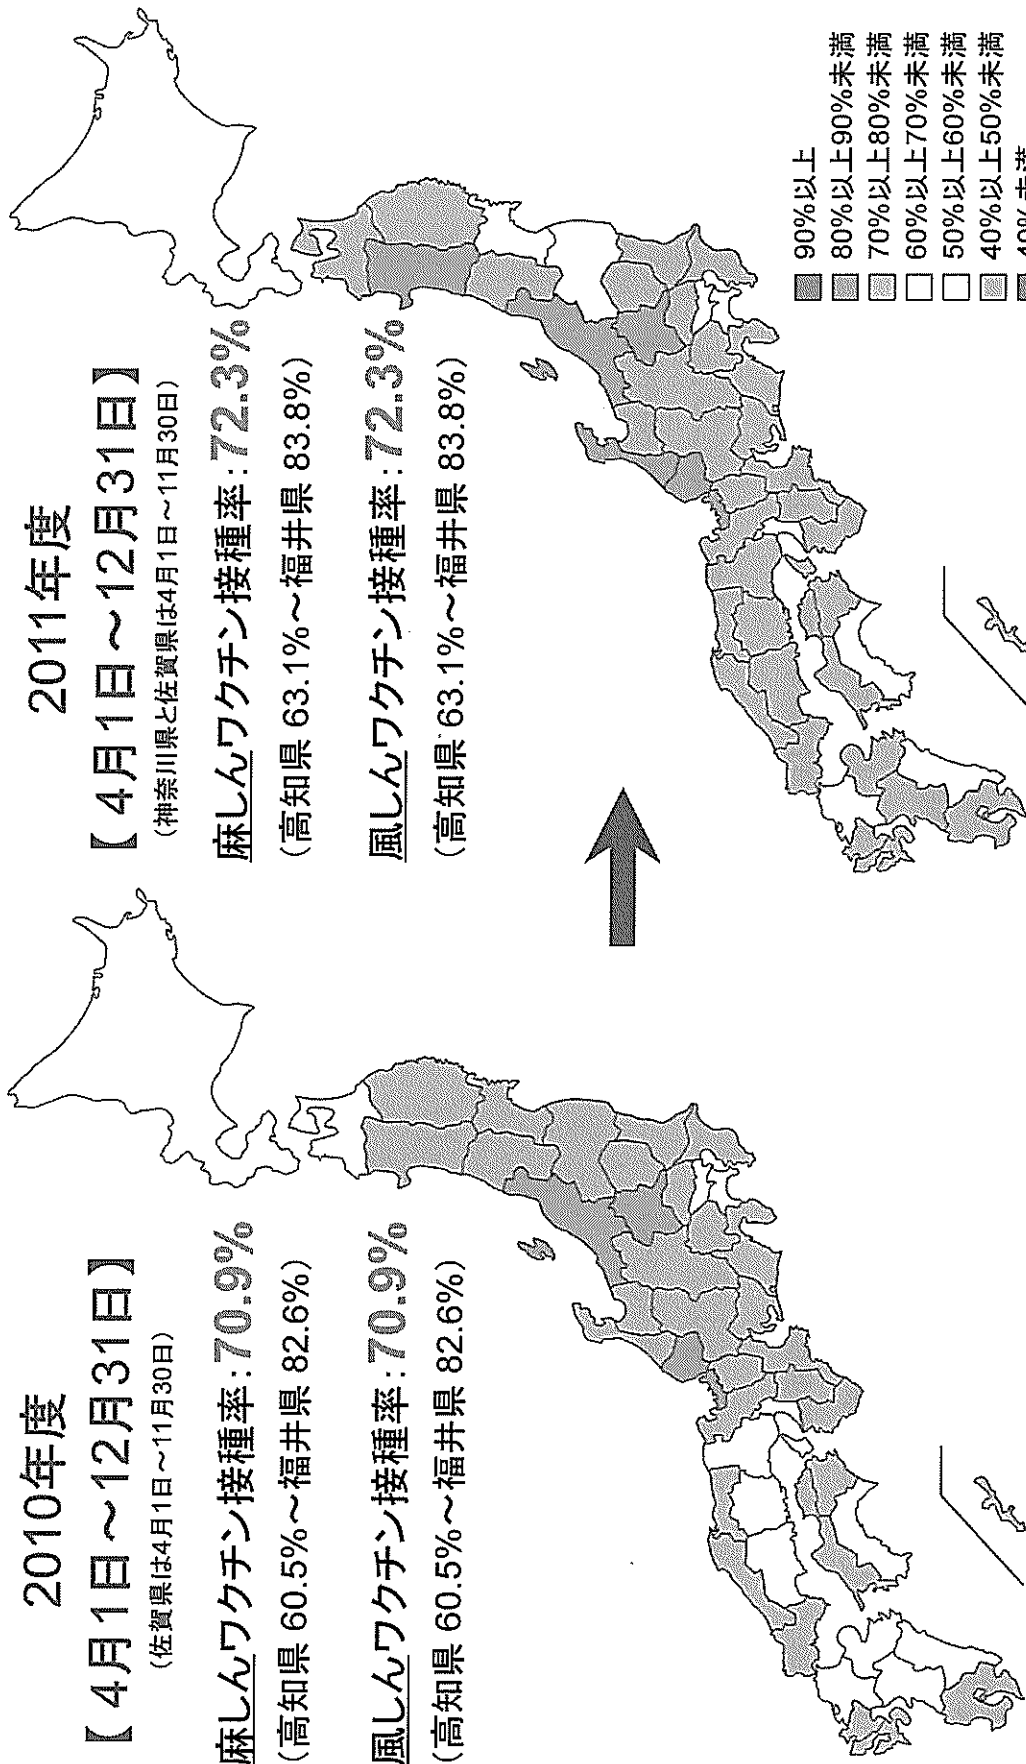 2010年度
【 4月1日～12月31日】
（佐賀県は4月1日～11月30日）
麻しんワクチン接種率：70.9%
（高知県 60.5%～福井県 82.6%）
風しんワクチン接種率：70.9%
（高知県 60.5%～福井県 82.6%）
2011年度
【 4月1日～12月31日】
（神奈川県と佐賀県は4月1日～11月30日）
麻しんワクチン接種率：72.3%
（高知県 63.1%～福井県 83.8%）
風しんワクチン接種率：72.3%
（高知県 63.1%～福井県 83.8%）
90%以上
80%以上90%未満
70%以上80%未満
60%以上70%未満
50%以上60%未満
40%以上50%未満
40%未満